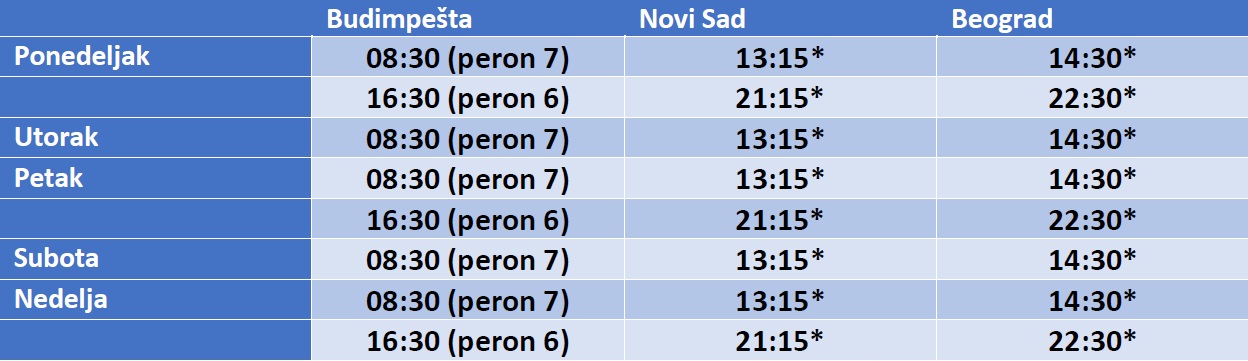 Budimpešta Novi Sad Beograd
Ponedeljak 08:30 (peron 7) 13:15* 14:30*
16:30 (peron 6) 21:15* 22:30*
Utorak 08:30 (peron 7) 13:15* 14:30*
Petak 08:30 (peron 7) 13:15* 14:30*
16:30 (peron 6) 21:15* 22:30*
Subota 08:30 (peron 7) 13:15* 14:30*
Nedelja 08:30 (peron 7) 13:15* 14:30*
16:30 (peron 6) 21:15* 22:30*